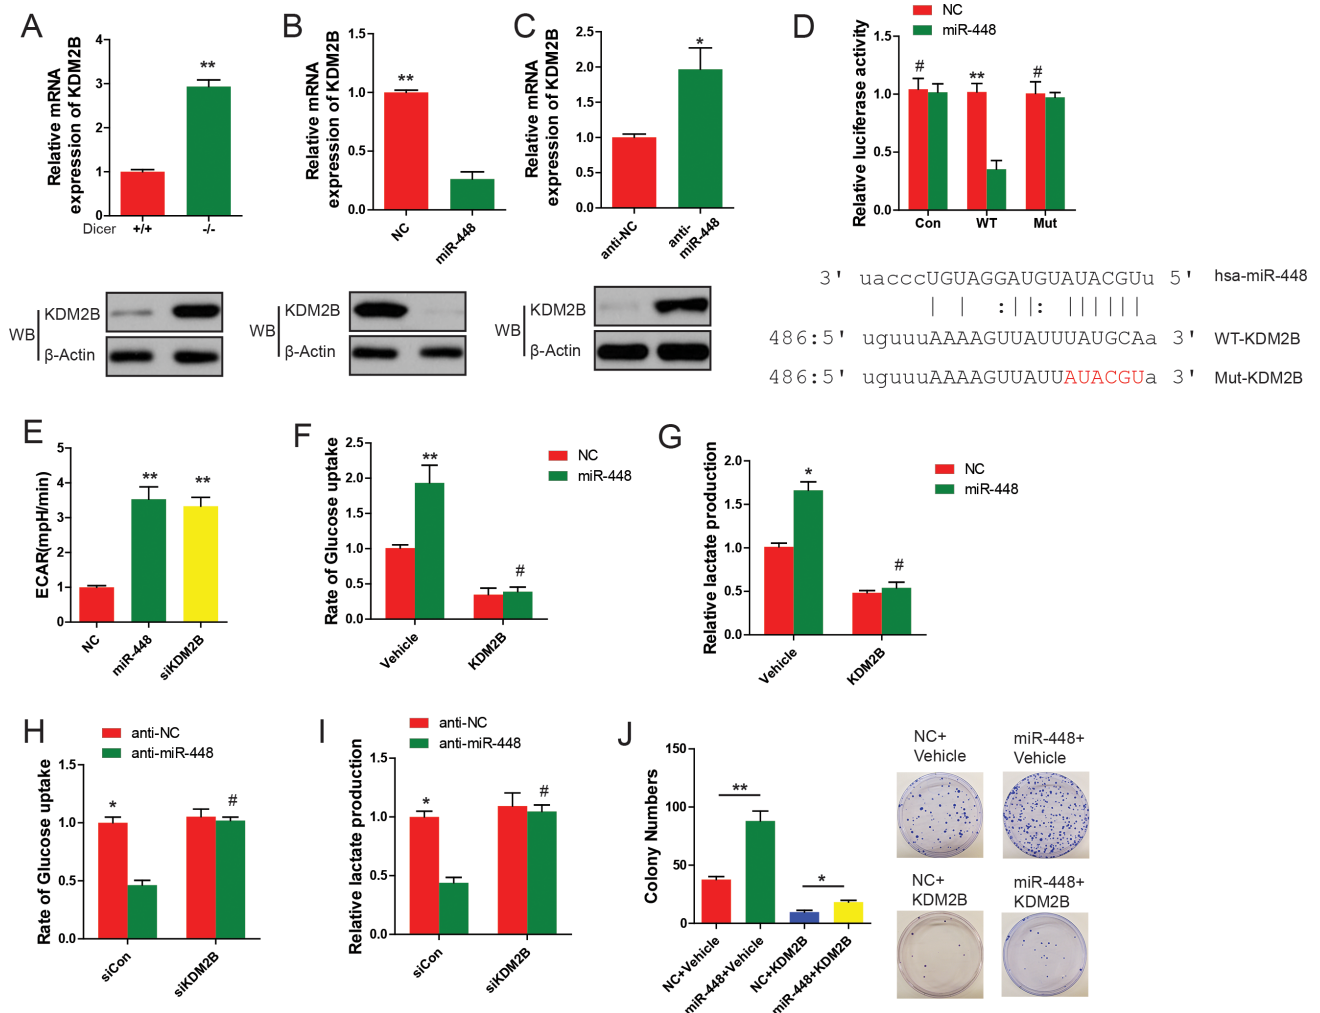 A
Relative mRNA
expression of KDM2B
4
3
2
1
0
**
Dicer +/+ -/-
WB
KDM2B
β-Actin
B
Relative mRNA
expression of KDM2B
1.5
1.0
0.5
0.0
**
NC
miR-448
WB
KDM2B
β-Actin
C
Relative mRNA
expression of KDM2B
2.5
2.0
1.5
1.0
0.5
0.0
*
anti-NC
anti-
miR-448
WB
KDM2B
β-Actin
D
NC
miR-448
Relative luciferase activity
1.5
1.0
0.5
0.0
# ** #
Con WT Mut
3' uacccUGUAGGAUGUAUACGUu 5' hsa-miR-448
| | :||: ||||||
486:5' uguuuAAAAGUUAUUUAUGCAa 3' WT-KDM2B
486:5' uguuuAAAAGUUAUUAUACGUa 3' Mut-KDM2B
E
ECAR(mpH/min)
5
4
3
2
1
0
** **
NC
miR-448
siKDM2B
F
Rate of Glucose uptake
2.5
2.0
1.5
1.0
0.5
0.0
**
#
Vehicle
KDM2B
NC
miR-448
G
Relative lactate production
2.0
1.5
1.0
0.5
0.0
*
#
Vehicle
KDM2B
NC
miR-448
H
anti-NC
anti-miR-448
Rate of Glucose uptake
1.5
1.0
0.5
0.0
* #
siCon
siKDM2B
I
anti-NC
anti-miR-448
Relative lactate production
1.5
1.0
0.5
0.0
* #
siCon
siKDM2B
J
Colony Numbers
150
100
50
0
**
*
NC+Vehicle
miR-448+Vehicle
NC+KDM2B
miR-448+KDM2B
NC+
Vehicle
miR-448+
Vehicle
NC+
KDM2B
miR-448+
KDM2B